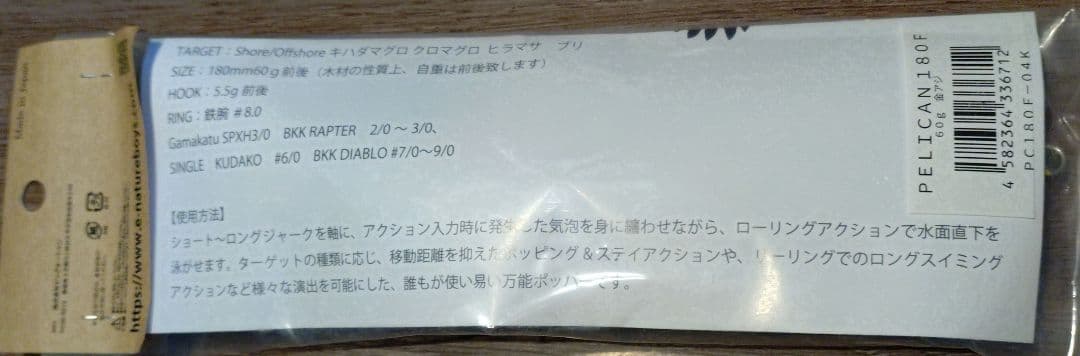 TARGET : Shore/Offshore キハダマグロ クロマグロ ヒラマサ ブリ
SIZE : 180mm60g 前後（木材の性質上、自重は前後致します）
HOOK : 5.5g 前後
RING : 鉄腕 #8.0
Gamakatu SPXH3/0 BKK RAPTER 2/0 ～ 3/0、
SINGLE KUDAKO #6/0 BKK DIABLO #7/0～9/0
【使用方法】
ショート～ロングジャークを軸に、アクション入力時に発生した気泡を身に纏わせながら、ローリングアクションで水面直下を
泳がせます。ターゲットの種類に応じ、移動距離を抑えたポッピング＆ステイアクションや、リーリングでのロングスイミング
アクションなど様々な演出を可能にした、誰もが使い易い万能ポッパーです。
PELICAN180F
60g 金アジ
4 582364 336712
PC180F-04K
Made in Japan
https://www.e-natureboys.com